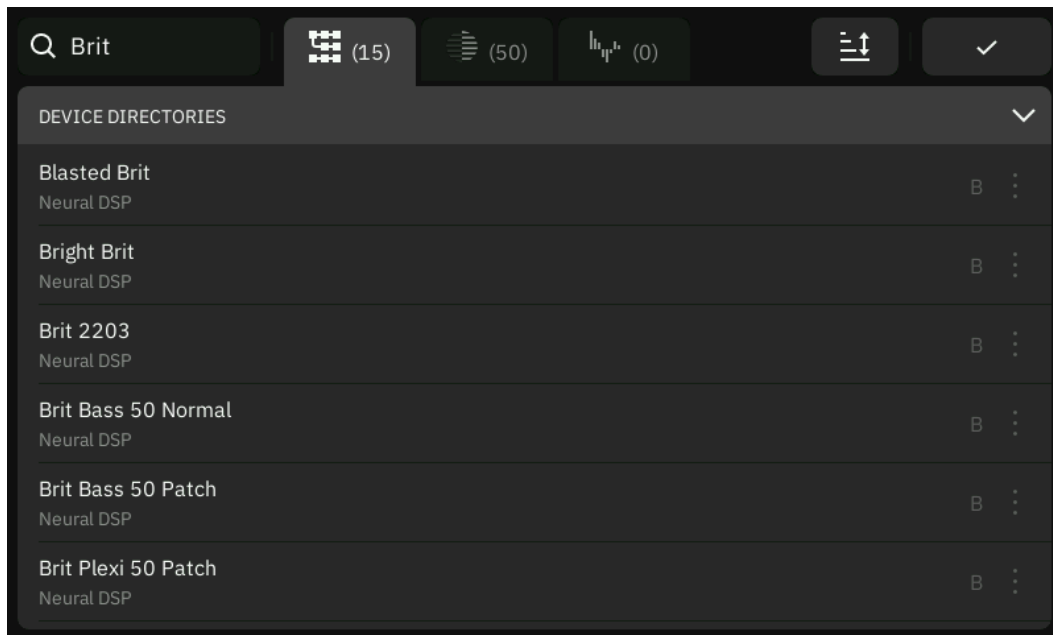 Brit
(15)
(50)
(0)
DEVICE DIRECTORIES
Blasted Brit
Neural DSP
B
Bright Brit
Neural DSP
B
Brit 2203
Neural DSP
B
Brit Bass 50 Normal
Neural DSP
B
Brit Bass 50 Patch
Neural DSP
B
Brit Plexi 50 Patch
Neural DSP
B